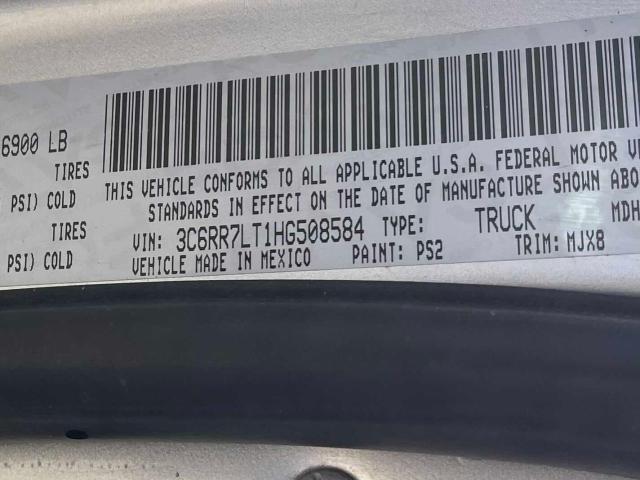 6900 LB
TIRES
THIS VEHICLE CONFORMS TO ALL APPLICABLE U.S.A. FEDERAL MOTOR VE
PSI) COLD
STANDARDS IN EFFECT ON THE DATE OF MANUFACTURE SHOWN ABO
TIRES
VIN: 3C6RR7LT1HG508584 TYPE: TRUCK MDH
PSI) COLD
VEHICLE MADE IN MEXICO PAINT: PS2 TRIM: MJX8